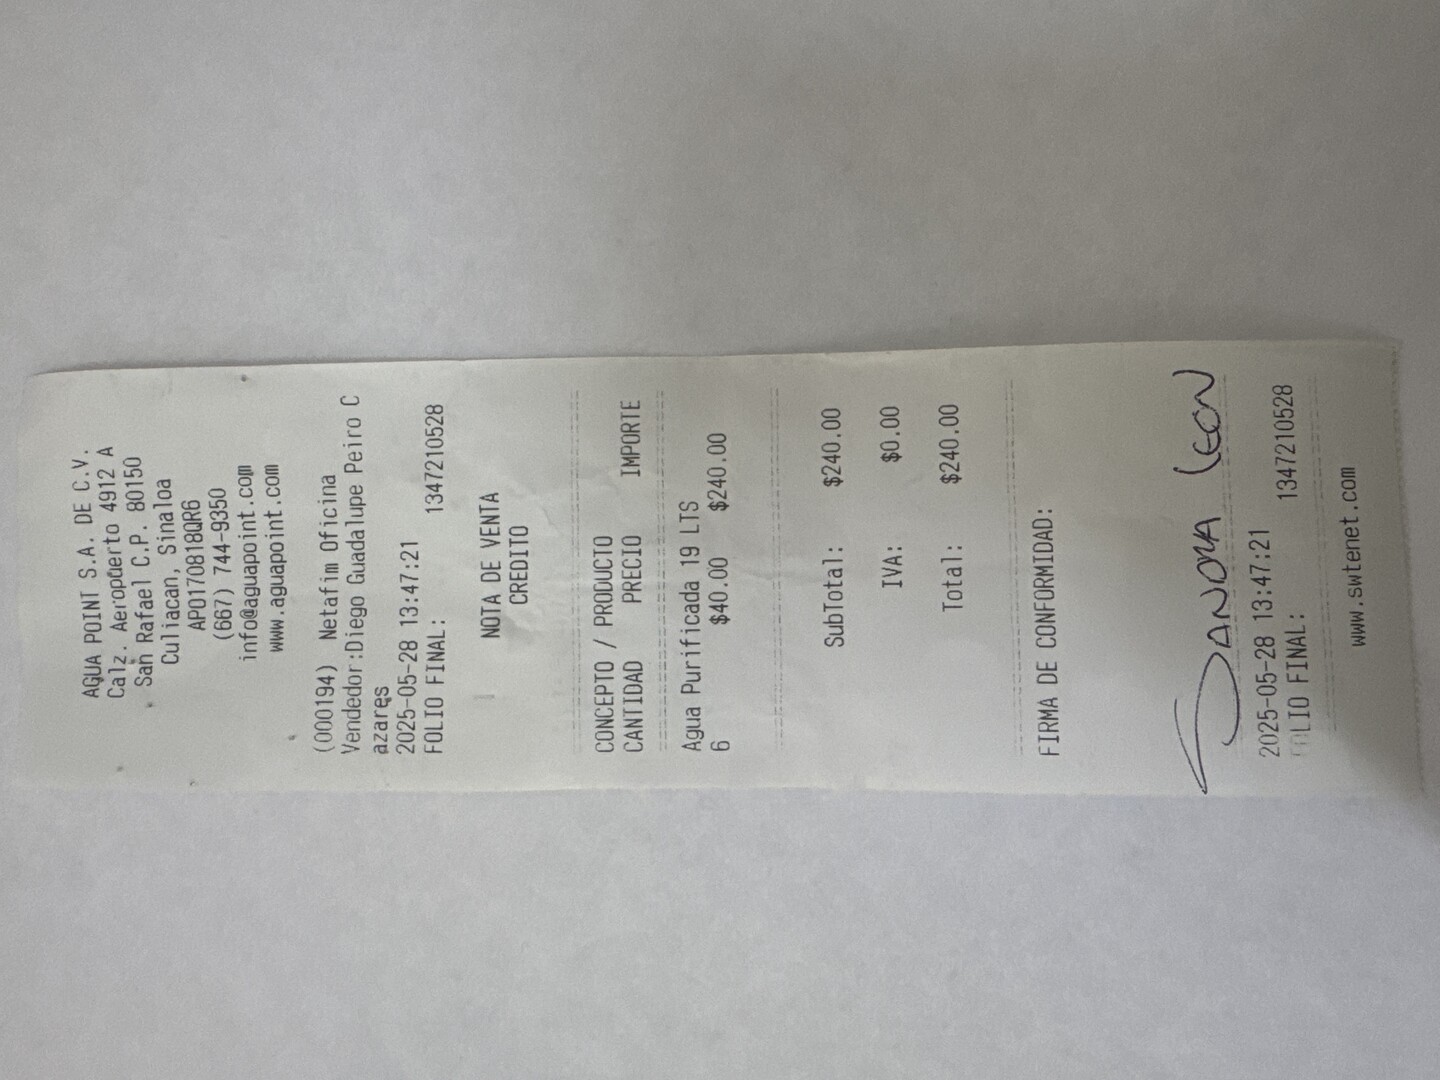 AGUA POINT S.A. DE C.V.
Calz. Aeropuerto 4912 A
San Rafael C.P. 80150
Culiacan, Sinaloa
APO170818QR6
(667) 744-9350
info@aguapoint.com
www.aguapoint.com
(000194) Netafim Oficina
Vendedor:Diego Guadalupe Peiro C
azares
2025-05-28 13:47:21
FOLIO FINAL: 1347210528
NOTA DE VENTA
CREDITO
CONCEPTO / PRODUCTO
CANTIDAD PRECIO IMPORTE
Agua Purificada 19 LTS
6 $40.00 $240.00
SubTotal: $240.00
IVA: $0.00
Total: $240.00
FIRMA DE CONFORMIDAD:
SANDRA LEON
2025-05-28 13:47:21
FOLIO FINAL: 1347210528
www.swtenet.com